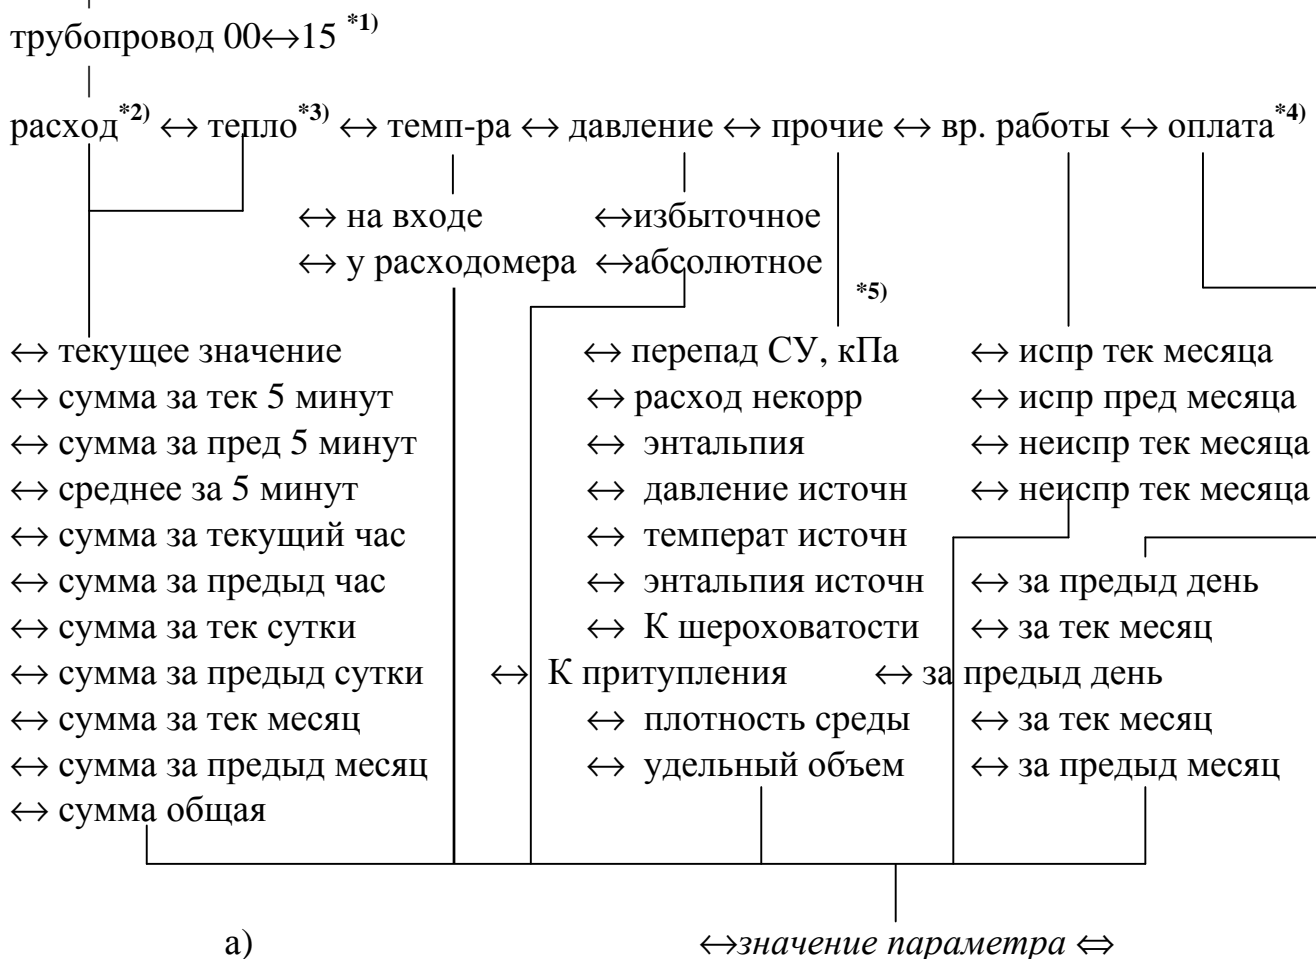 трубопровод 00↔15 *1)
расход*2) ↔ тепло*3) ↔ темп-ра ↔ давление ↔ прочие ↔ вр. работы ↔ оплата*4)
↔ на входе ↔избыточное
↔ у расходомера ↔абсолютное
*5)
↔ текущее значение ↔ перепад СУ, кПа ↔ испр тек месяца
↔ сумма за тек 5 минут ↔ расход некорр ↔ испр пред месяца
↔ сумма за пред 5 минут ↔ энтальпия ↔ неиспр тек месяца
↔ среднее за 5 минут ↔ давление источн ↔ неиспр тек месяца
↔ сумма за текущий час ↔ температ источн
↔ сумма за предыд час ↔ энтальпия источн ↔ за предыд день
↔ сумма за тек сутки ↔ К шероховатости ↔ за тек месяц
↔ сумма за предыд сутки ↔ К притупления ↔ за предыд день
↔ сумма за тек месяц ↔ плотность среды ↔ за тек месяц
↔ сумма за предыд месяц ↔ удельный объем ↔ за предыд месяц
↔ сумма общая
а) ↔значение параметра ⇔